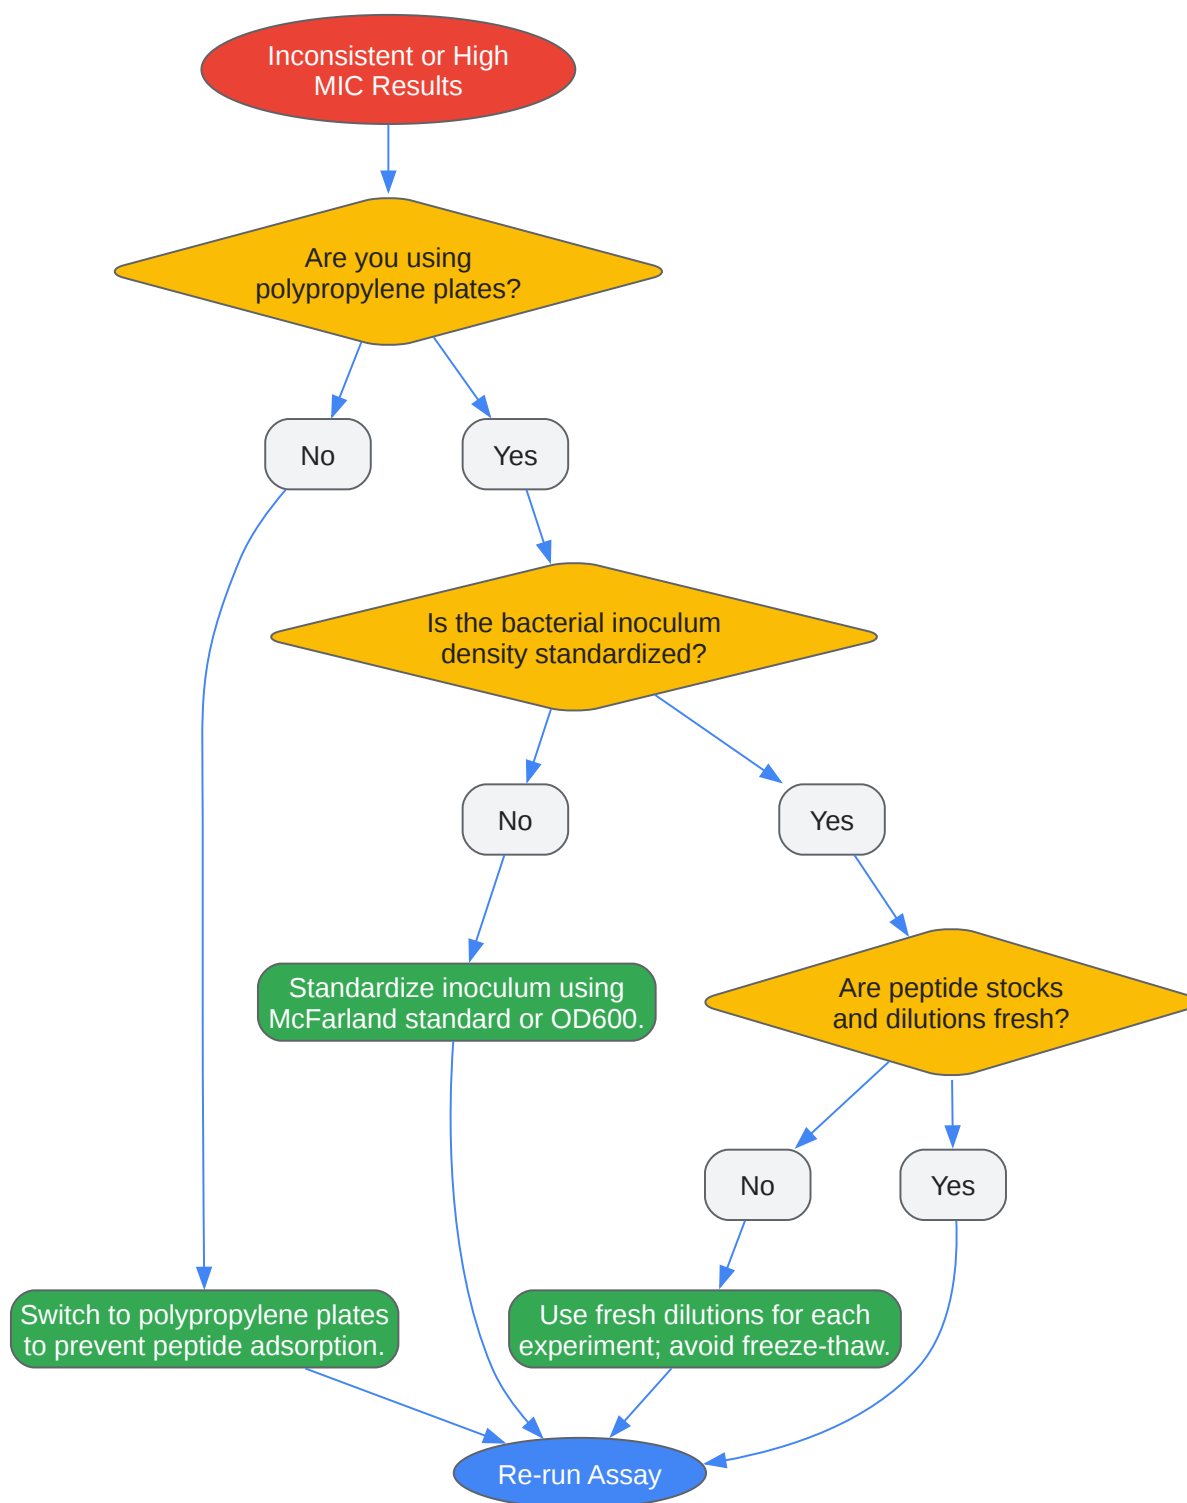 Inconsistent or High
MIC Results
Are you using
polypropylene plates?
No
Yes
Is the bacterial inoculum
density standardized?
No
Yes
Standardize inoculum using
McFarland standard or OD600.
Are peptide stocks
and dilutions fresh?
No
Yes
Switch to polypropylene plates
to prevent peptide adsorption.
Use fresh dilutions for each
experiment; avoid freeze-thaw.
Re-run Assay